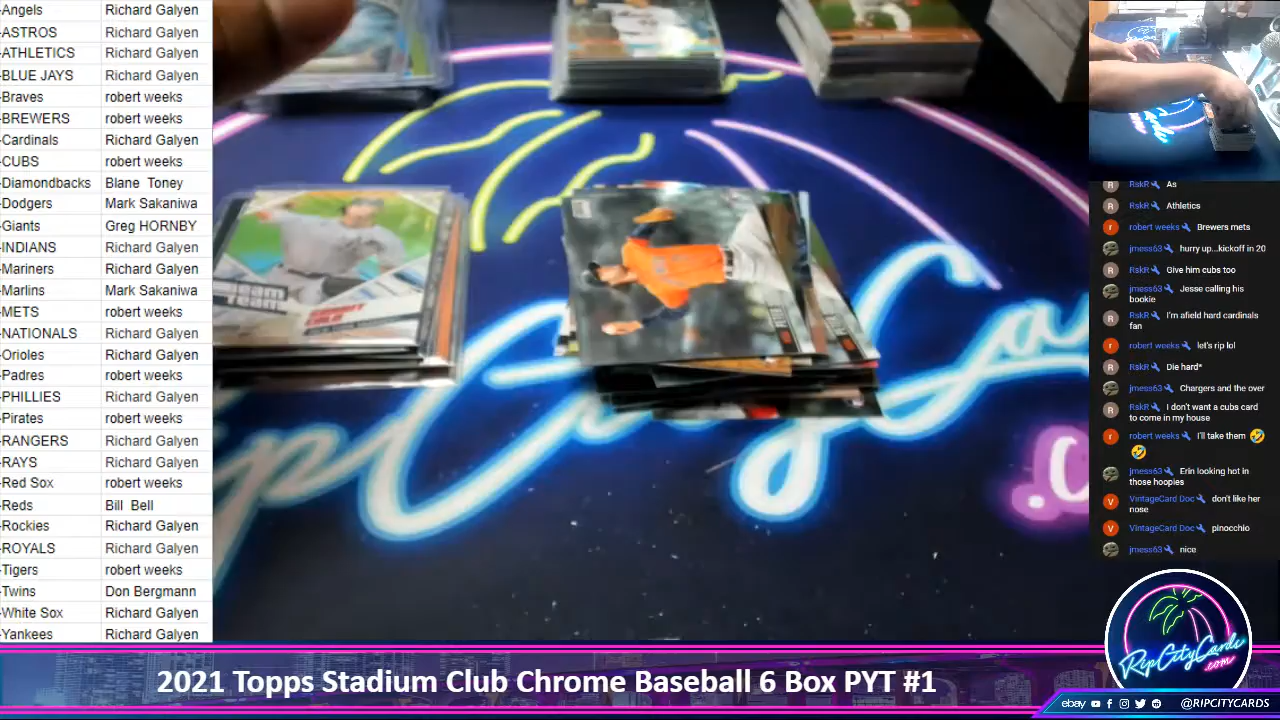 -Angels Richard Galyen
-ASTROS Richard Galyen
-ATHLETICS Richard Galyen
-BLUE JAYS Richard Galyen
-Braves robert weeks
-BREWERS robert weeks
-Cardinals Richard Galyen
-CUBS robert weeks
-Diamondbacks Blane Toney
-Dodgers Mark Sakaniwa
-Giants Greg HORNBY
-INDIANS Richard Galyen
-Mariners Richard Galyen
-Marlins Mark Sakaniwa
-METS robert weeks
-NATIONALS Richard Galyen
-Orioles Richard Galyen
-Padres robert weeks
-PHILLIES Richard Galyen
-Pirates robert weeks
-RANGERS Richard Galyen
-RAYS Richard Galyen
-Red Sox robert weeks
-Reds Bill Bell
-Rockies Richard Galyen
-ROYALS Richard Galyen
-Tigers robert weeks
-Twins Don Bergmann
-White Sox Richard Galyen
-Yankees Richard Galyen
Beam
Team
R RskR As
R RskR Athletics
r robert weeks Brewers mets
jmess63 hurry up...kickoff in 20
R RskR Give him cubs too
jmess63 Jesse calling his
bookie
R RskR I'm afield hard cardinals
fan
r robert weeks let's rip lol
R RskR Die hard*
jmess63 Chargers and the over
R RskR I don't want a cubs card
to come in my house
r robert weeks I'll take them 🤣
🤣
jmess63 Erin looking hot in
those hoopies
V VintageCard Doc don't like her
nose
V VintageCard Doc pinocchio
jmess63 nice
RipCityCards
.com
2021 Topps Stadium Club Chrome Baseball 6 Box PYT #1
ebay @RIPCITYCARDS